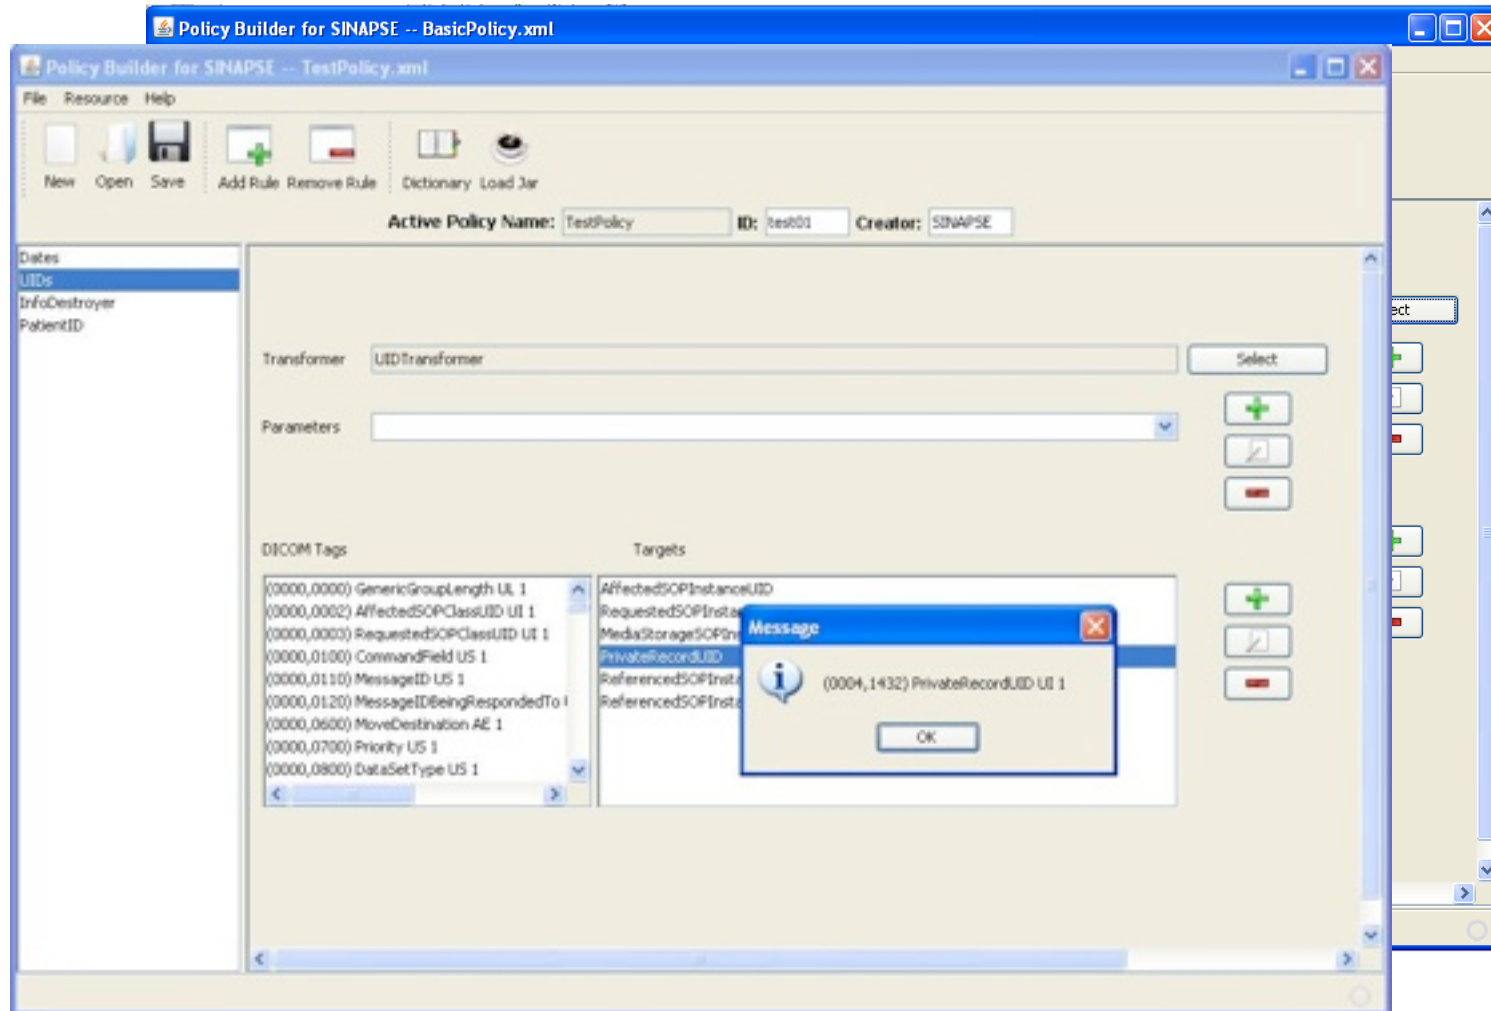 Policy Builder for SINAPSE -- BasicPolicy.xml
Policy Builder for SINAPSE -- TestPolicy.xml
File Resource Help
New Open Save Add Rule Remove Rule Dictionary Load Jar
Active Policy Name: TestPolicy ID: test01 Creator: SINAPSE
Dates
UIDs
InfoDestroyer
PatientID
ect
Transformer UIDTransformer Select
Parameters
DICOM Tags Targets
(0000,0000) GenericGroupLength UL 1
(0000,0002) AffectedSOPClassUID UI 1
(0000,0003) RequestedSOPClassUID UI 1
(0000,0100) CommandField US 1
(0000,0110) MessageID US 1
(0000,0120) MessageIDBeingRespondedTo
(0000,0600) MoveDestination AE 1
(0000,0700) Priority US 1
(0000,0800) DataSetType US 1
AffectedSOPInstanceUID
RequestedSOPInsta
MediaStorageSOPIns
PrivateRecordUID
ReferencedSOPInsta
ReferencedSOPInsta
Message
(0004,1432) PrivateRecordUID UI 1
OK